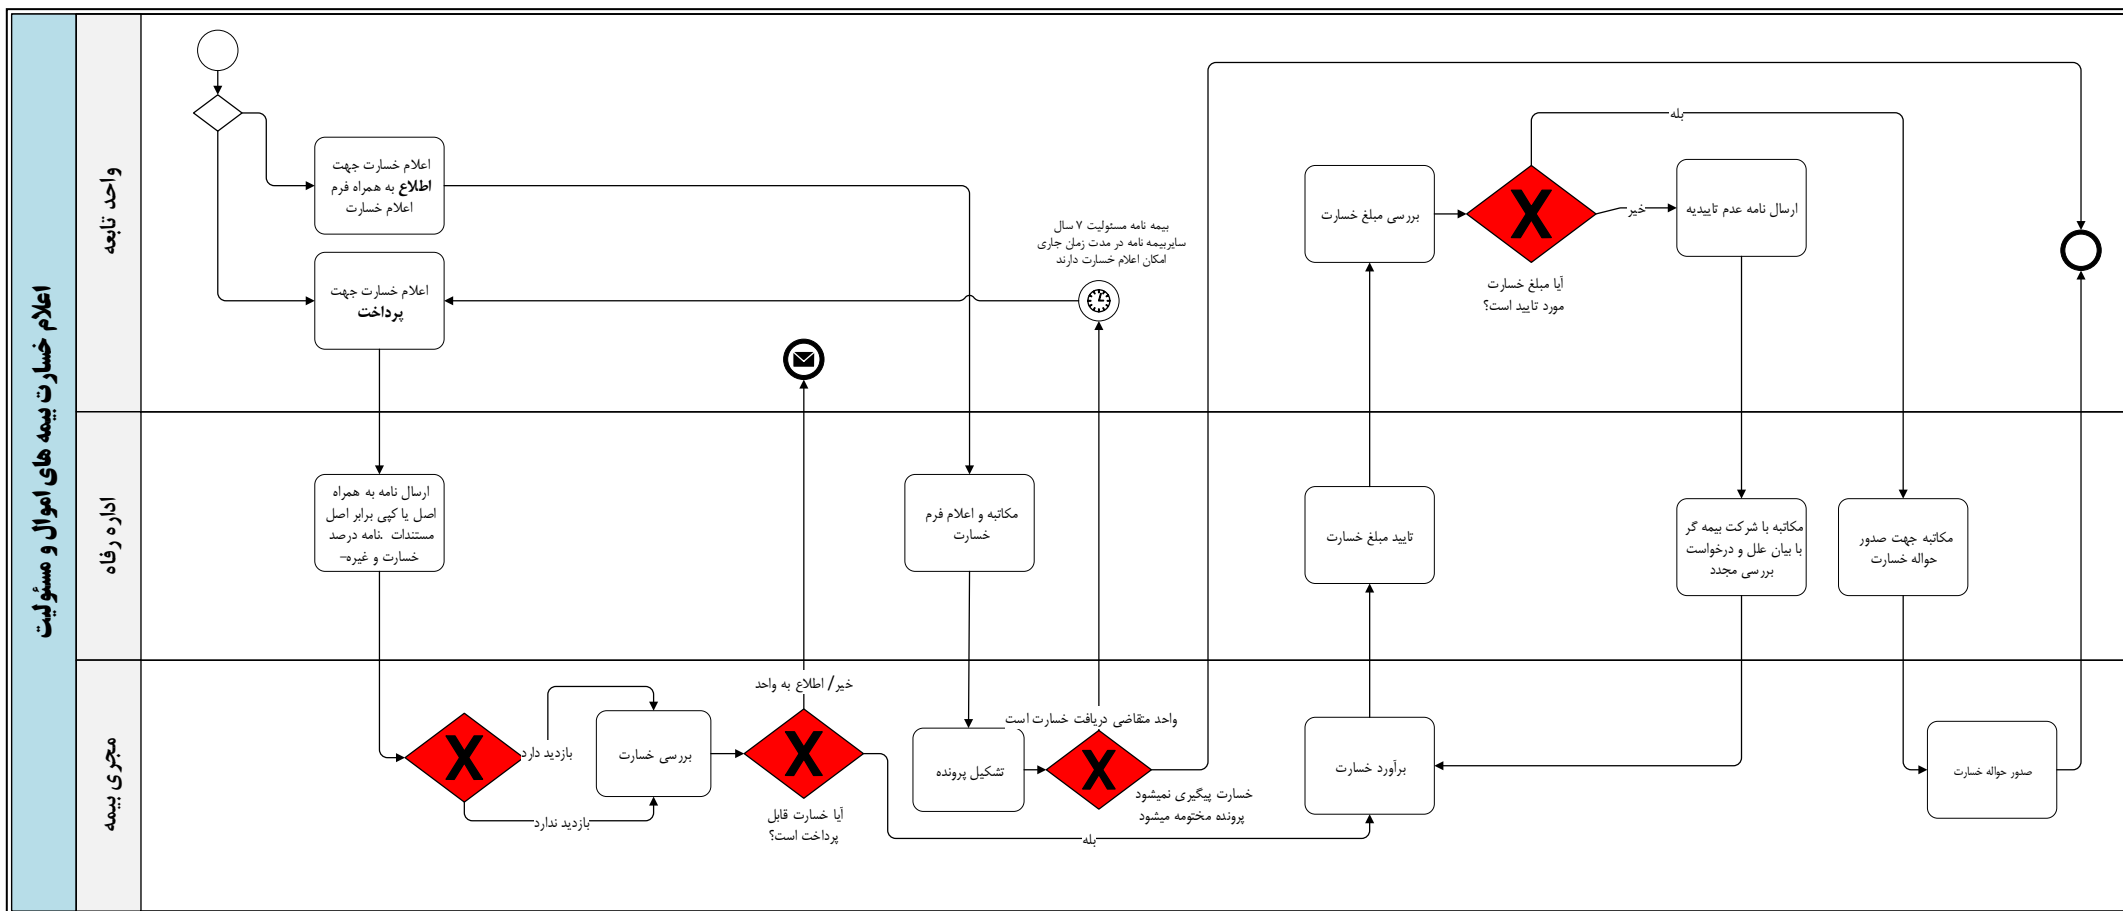 اعلام خسارت بیمه های اموال و مسئولیت
واحد تابعه
اعلام خسارت جهت
اطلاع به همراه فرم
اعلام خسارت
اعلام خسارت جهت
پرداخت
بیمه نامه مسئولیت ۷ سال
سایربیمه نامه در مدت زمان جاری
امکان اعلام خسارت دارند
بررسی مبلغ خسارت
آیا مبلغ خسارت
مورد تایید است؟
بله
خیر
ارسال نامه عدم تاییدیه
اداره رفاه
ارسال نامه به همراه
اصل یا کپی برابر اصل
مستندات .نامه درصد
خسارت و غیره–
مکاتبه و اعلام فرم
خسارت
تایید مبلغ خسارت
مکاتبه با شرکت بیمه گر
با بیان علل و درخواست
بررسی مجدد
مکاتبه جهت صدور
حواله خسارت
مجری بیمه
بازدید دارد
بازدید ندارد
بررسی خسارت
خیر/ اطلاع به واحد
آیا خسارت قابل
پرداخت است؟
بله
تشکیل پرونده
واحد متقاضی دریافت خسارت است
خسارت پیگیری نمیشود
پرونده مختومه میشود
برآورد خسارت
صدور حواله خسارت